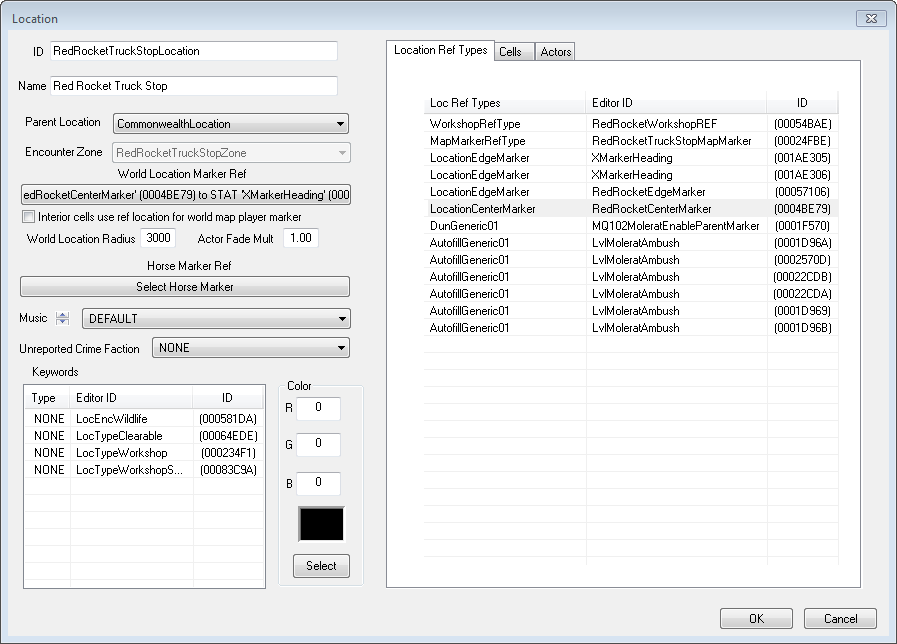 Location
ID RedRocketTruckStopLocation
Name Red Rocket Truck Stop
Parent Location CommonwealthLocation
Encounter Zone RedRocketTruckStopZone
World Location Marker Ref
edRocketCenterMarker' (0004BE79) to STAT 'XMarkerHeading' (000
Interior cells use ref location for world map player marker
World Location Radius 3000 Actor Fade Mult 1.00
Horse Marker Ref
Select Horse Marker
Music DEFAULT
Unreported Crime Faction NONE
Keywords
Type Editor ID ID
NONE LocEncWildlife (000581DA)
NONE LocTypeClearable (00064EDE)
NONE LocTypeWorkshop (000234F1)
NONE LocTypeWorkshopS... (00083C9A)
Color
R 0
G 0
B 0
Select
Location Ref Types Cells Actors
Loc Ref Types Editor ID ID
WorkshopRefType RedRocketWorkshopREF (00054BAE)
MapMarkerRefType RedRocketTruckStopMapMarker (00024FBE)
LocationEdgeMarker XMarkerHeading (001AE305)
LocationEdgeMarker XMarkerHeading (001AE306)
LocationEdgeMarker RedRocketEdgeMarker (00057106)
LocationCenterMarker RedRocketCenterMarker (0004BE79)
DunGeneric01 MQ102MoleratEnableParentMarker (0001F570)
AutofillGeneric01 LvlMoleratAmbush (0001D96A)
AutofillGeneric01 LvlMoleratAmbush (0002570D)
AutofillGeneric01 LvlMoleratAmbush (00022CDB)
AutofillGeneric01 LvlMoleratAmbush (00022CDA)
AutofillGeneric01 LvlMoleratAmbush (0001D969)
AutofillGeneric01 LvlMoleratAmbush (0001D96B)
OK Cancel